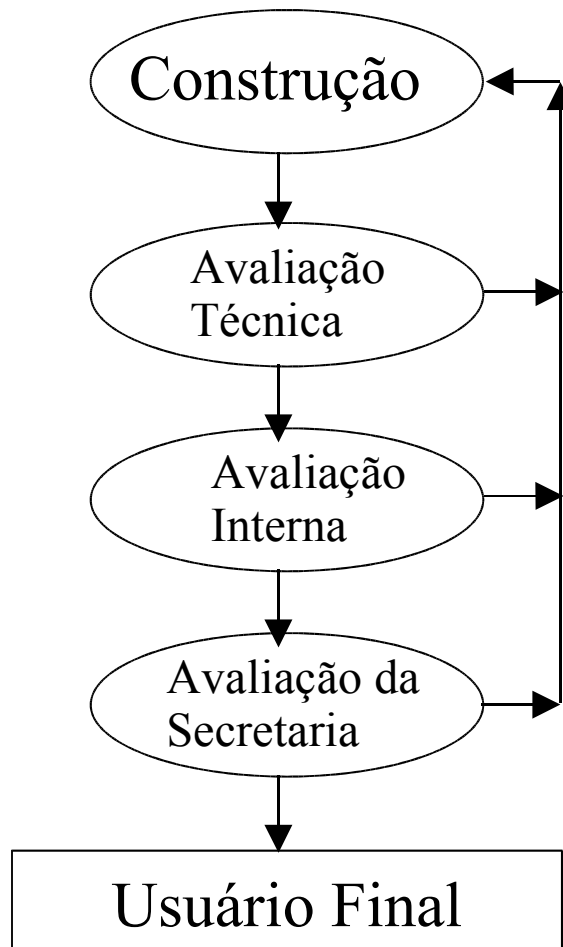 Construção
Avaliação
Técnica
Avaliação
Interna
Avaliação da
Secretaria
Usuário Final